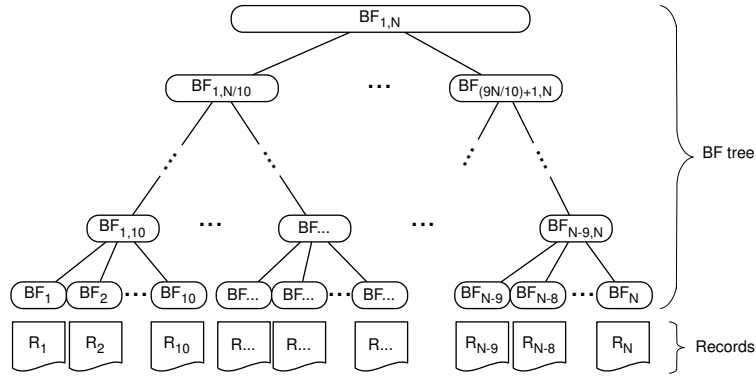 BF1,N
BF1,N/10 ... BF(9N/10)+1,N
... ... ... ...
BF tree
BF1,10 ... BF... ... BFN-9,N
BF1 BF2 ... BF10 BF... BF... ... BF... BFN-9 BFN-8 ... BFN
R1 R2 R10 R... R... R... RN-9 RN-8 RN
Records